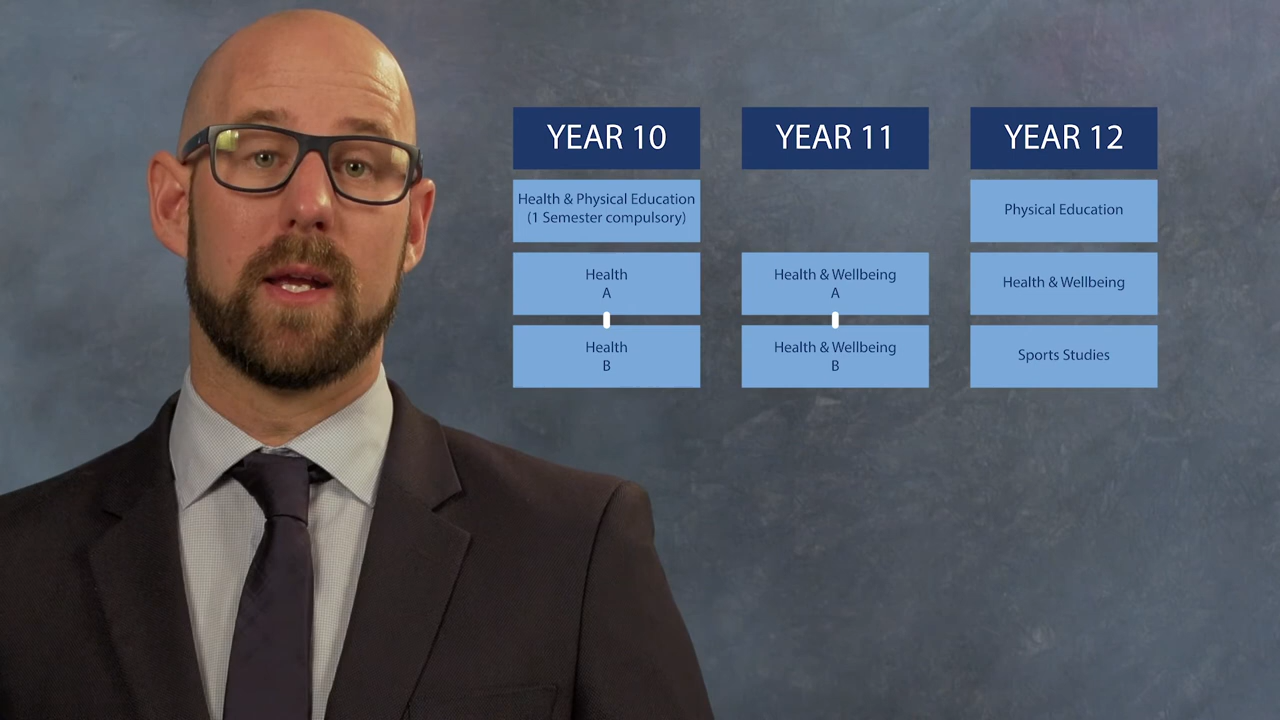 YEAR 10
YEAR 11
YEAR 12
Health & Physical Education
(1 Semester compulsory)
Physical Education
Health
A
Health & Wellbeing
A
Health & Wellbeing
Health
B
Health & Wellbeing
B
Sports Studies